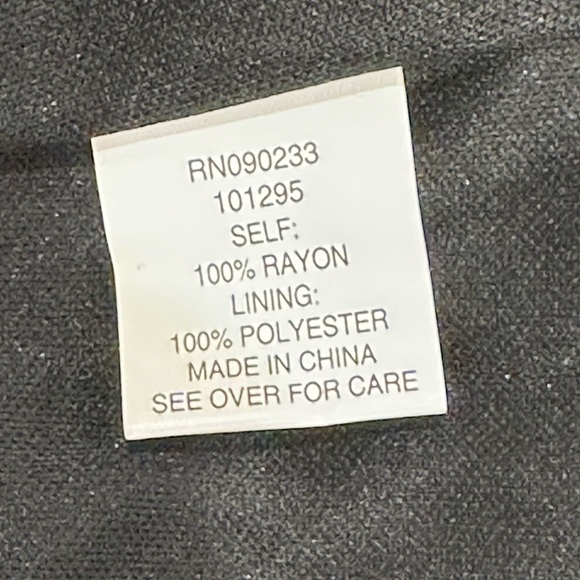 RN090233
101295
SELF:
100% RAYON
LINING:
100% POLYESTER
MADE IN CHINA
SEE OVER FOR CARE